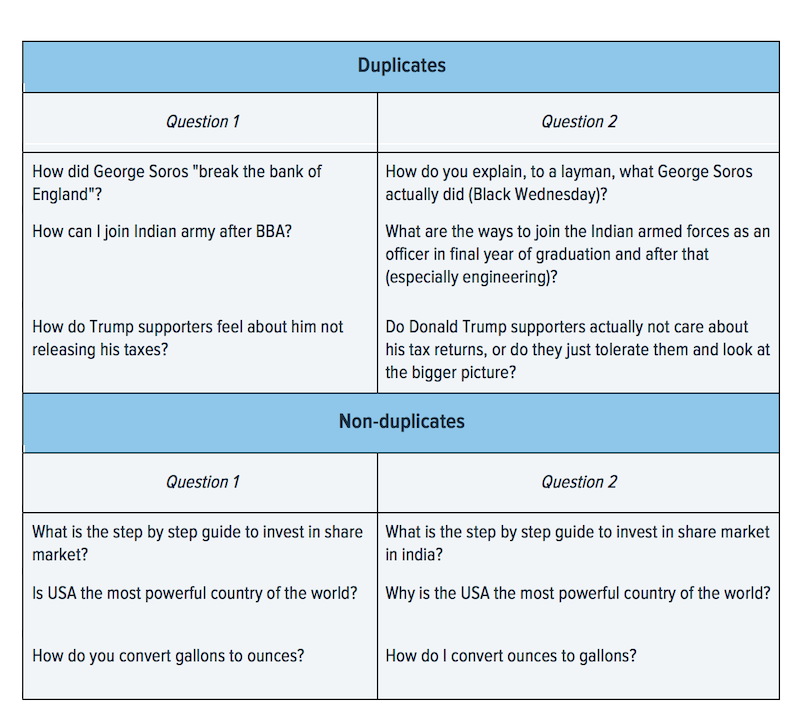 Duplicates
Question 1
Question 2
How did George Soros "break the bank of
England"?
How do you explain, to a layman, what George Soros
actually did (Black Wednesday)?
How can I join Indian army after BBA?
What are the ways to join the Indian armed forces as an
officer in final year of graduation and after that
(especially engineering)?
How do Trump supporters feel about him not
releasing his taxes?
Do Donald Trump supporters actually not care about
his tax returns, or do they just tolerate them and look at
the bigger picture?
Non-duplicates
Question 1
Question 2
What is the step by step guide to invest in share
market?
What is the step by step guide to invest in share market
in india?
Is USA the most powerful country of the world?
Why is the USA the most powerful country of the world?
How do you convert gallons to ounces?
How do I convert ounces to gallons?